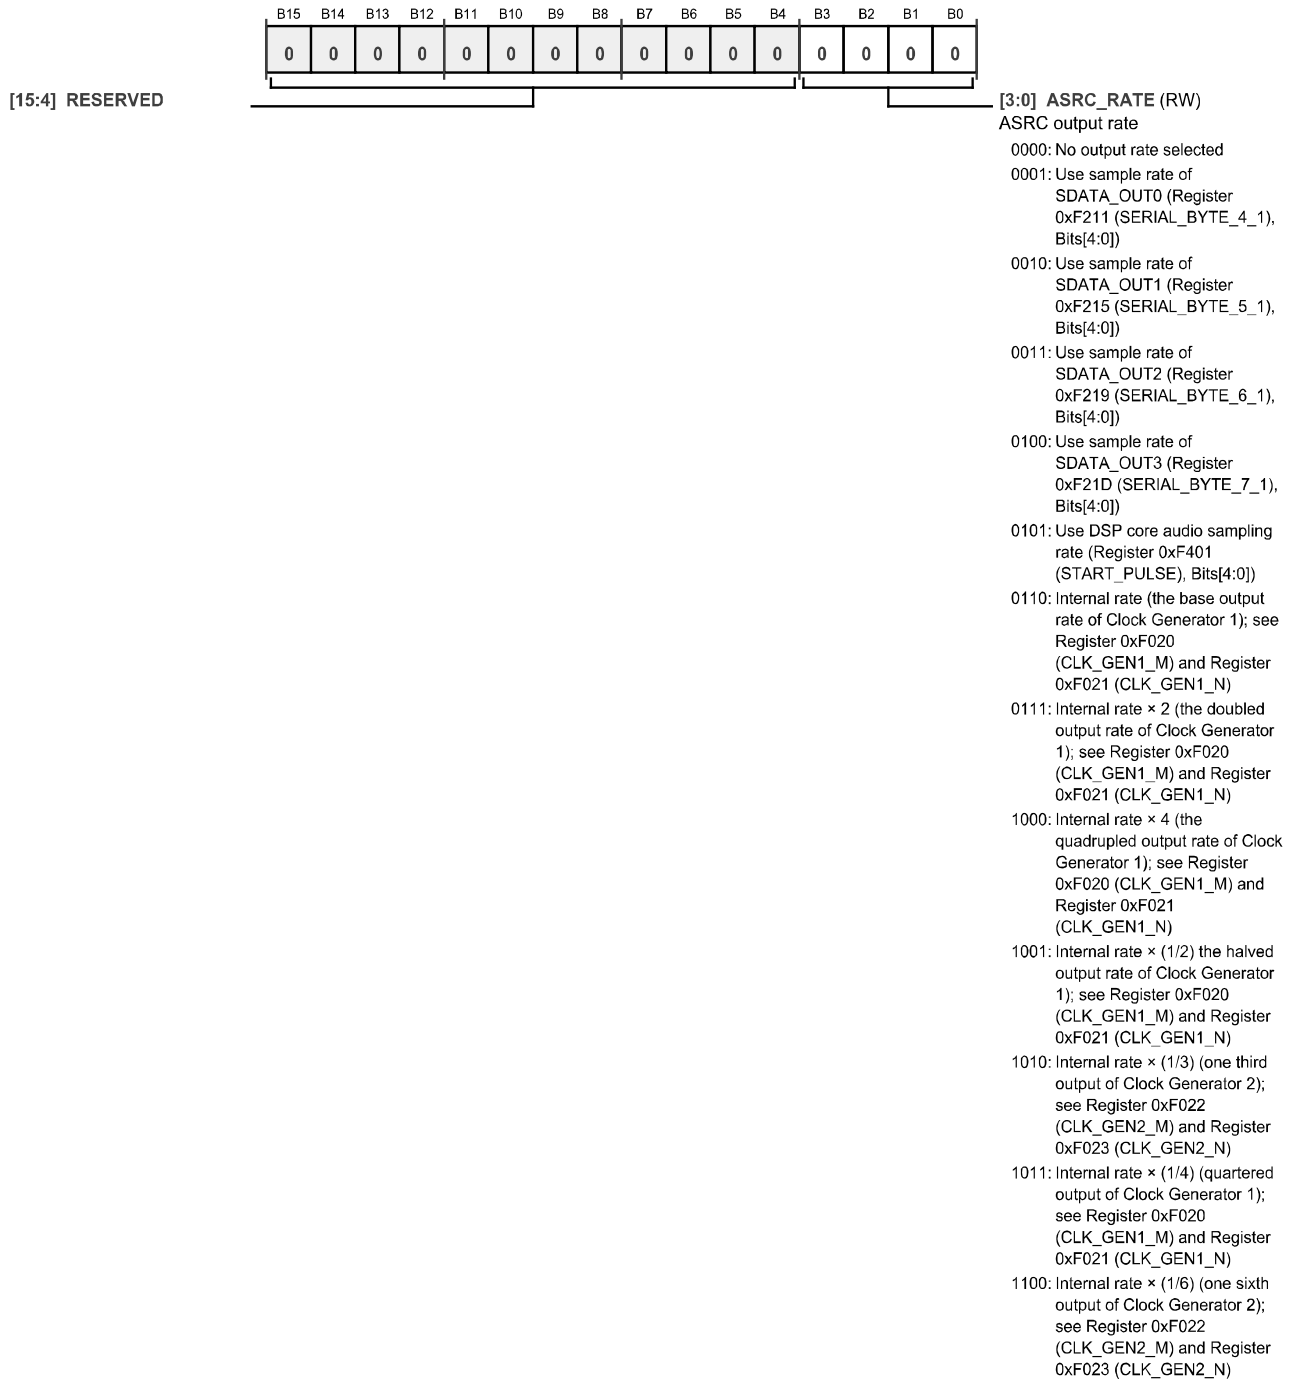 B15 B14 B13 B12 B11 B10 B9 B8 B7 B6 B5 B4 B3 B2 B1 B0
0 0 0 0 0 0 0 0 0 0 0 0 0 0 0 0
[15:4] RESERVED
[3:0] ASRC_RATE (RW)
ASRC output rate
0000: No output rate selected
0001: Use sample rate of
SDATA_OUT0 (Register
0xF211 (SERIAL_BYTE_4_1),
Bits[4:0])
0010: Use sample rate of
SDATA_OUT1 (Register
0xF215 (SERIAL_BYTE_5_1),
Bits[4:0])
0011: Use sample rate of
SDATA_OUT2 (Register
0xF219 (SERIAL_BYTE_6_1),
Bits[4:0])
0100: Use sample rate of
SDATA_OUT3 (Register
0xF21D (SERIAL_BYTE_7_1),
Bits[4:0])
0101: Use DSP core audio sampling
rate (Register 0xF401
(START_PULSE), Bits[4:0])
0110: Internal rate (the base output
rate of Clock Generator 1); see
Register 0xF020
(CLK_GEN1_M) and Register
0xF021 (CLK_GEN1_N)
0111: Internal rate × 2 (the doubled
output rate of Clock Generator
1); see Register 0xF020
(CLK_GEN1_M) and Register
0xF021 (CLK_GEN1_N)
1000: Internal rate × 4 (the
quadrupled output rate of Clock
Generator 1); see Register
0xF020 (CLK_GEN1_M) and
Register 0xF021
(CLK_GEN1_N)
1001: Internal rate × (1/2) the halved
output rate of Clock Generator
1); see Register 0xF020
(CLK_GEN1_M) and Register
0xF021 (CLK_GEN1_N)
1010: Internal rate × (1/3) (one third
output of Clock Generator 2);
see Register 0xF022
(CLK_GEN2_M) and Register
0xF023 (CLK_GEN2_N)
1011: Internal rate × (1/4) (quartered
output of Clock Generator 1);
see Register 0xF020
(CLK_GEN1_M) and Register
0xF021 (CLK_GEN1_N)
1100: Internal rate × (1/6) (one sixth
output of Clock Generator 2);
see Register 0xF022
(CLK_GEN2_M) and Register
0xF023 (CLK_GEN2_N)